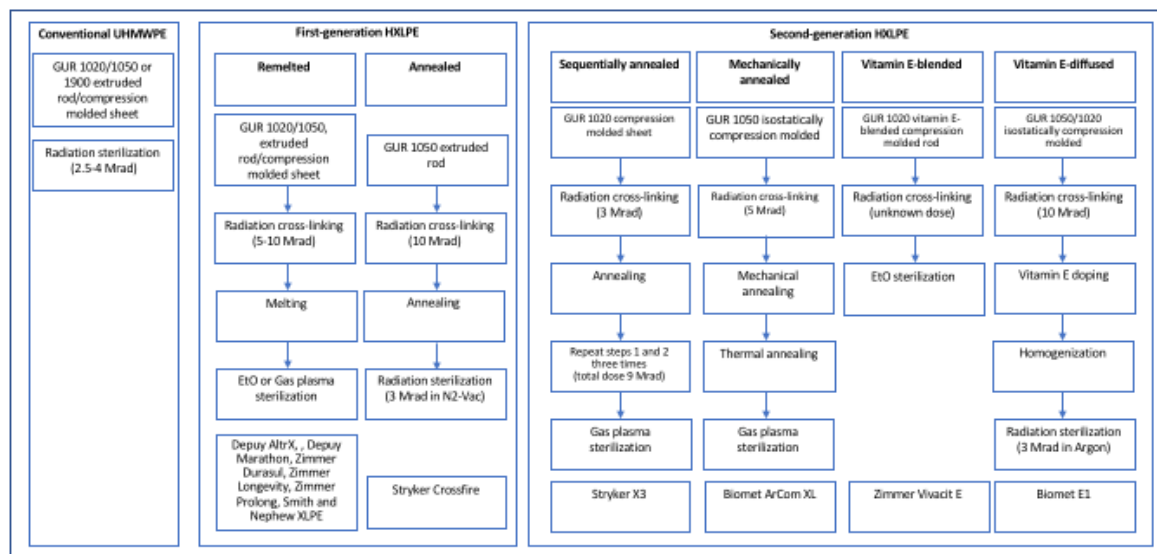 Conventional UHMWPE
GUR 1020/1050 or
1900 extruded
rod/compression
molded sheet
Radiation sterilization
(2.5-4 Mrad)
First-generation HXLPE
Remelted
GUR 1020/1050,
extruded
rod/compression
molded sheet
Radiation cross-linking
(5-10 Mrad)
Melting
EtO or Gas plasma
sterilization
Depuy AltrX, , Depuy
Marathon, Zimmer
Durasul, Zimmer
Longevity, Zimmer
Prolong, Smith and
Nephew XLPE
Annealed
GUR 1050 extruded
rod
Radiation cross-linking
(10 Mrad)
Annealing
Radiation sterilization
(3 Mrad in N2-Vac)
Stryker Crossfire
Second-generation HXLPE
Sequentially annealed
GUR 1020 compression
molded sheet
Radiation cross-linking
(3 Mrad)
Annealing
Repeat steps 1 and 2
three times
(total dose 9 Mrad)
Gas plasma
sterilization
Stryker X3
Mechanically
annealed
GUR 1050 isostatically
compression molded
Radiation cross-linking
(5 Mrad)
Mechanical
annealing
Thermal annealing
Gas plasma
sterilization
Biomet ArCom XL
Vitamin E-blended
GUR 1020 vitamin E-
blended compression
molded rod
Radiation cross-linking
(unknown dose)
EtO sterilization
Zimmer Vivacit E
Vitamin E-diffused
GUR 1050/1020
isostatically compression
molded
Radiation cross-linking
(10 Mrad)
Vitamin E doping
Homogenization
Radiation sterilization
(3 Mrad in Argon)
Biomet E1